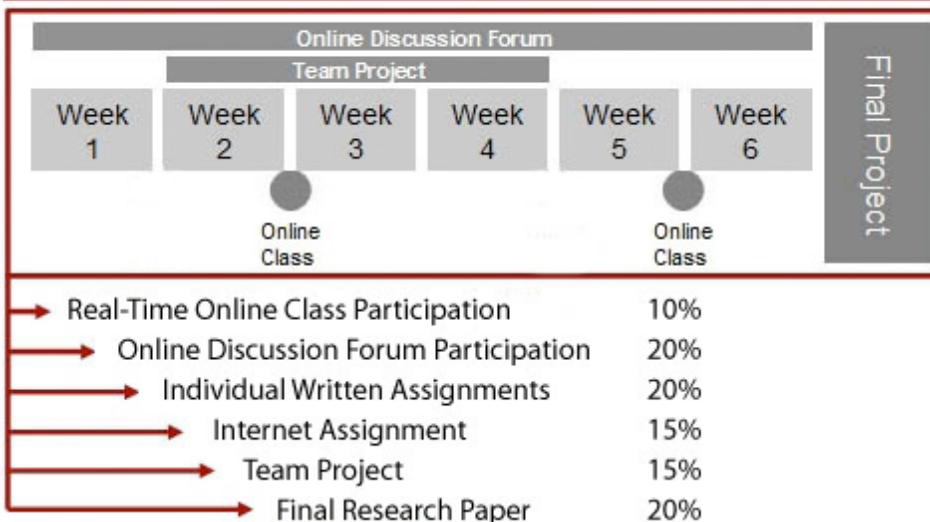 Online Discussion Forum
Team Project
Week 1
Week 2
Week 3
Week 4
Week 5
Week 6
Final Project
Online
Class
Online
Class
Real-Time Online Class Participation 10%
Online Discussion Forum Participation 20%
Individual Written Assignments 20%
Internet Assignment 15%
Team Project 15%
Final Research Paper 20%